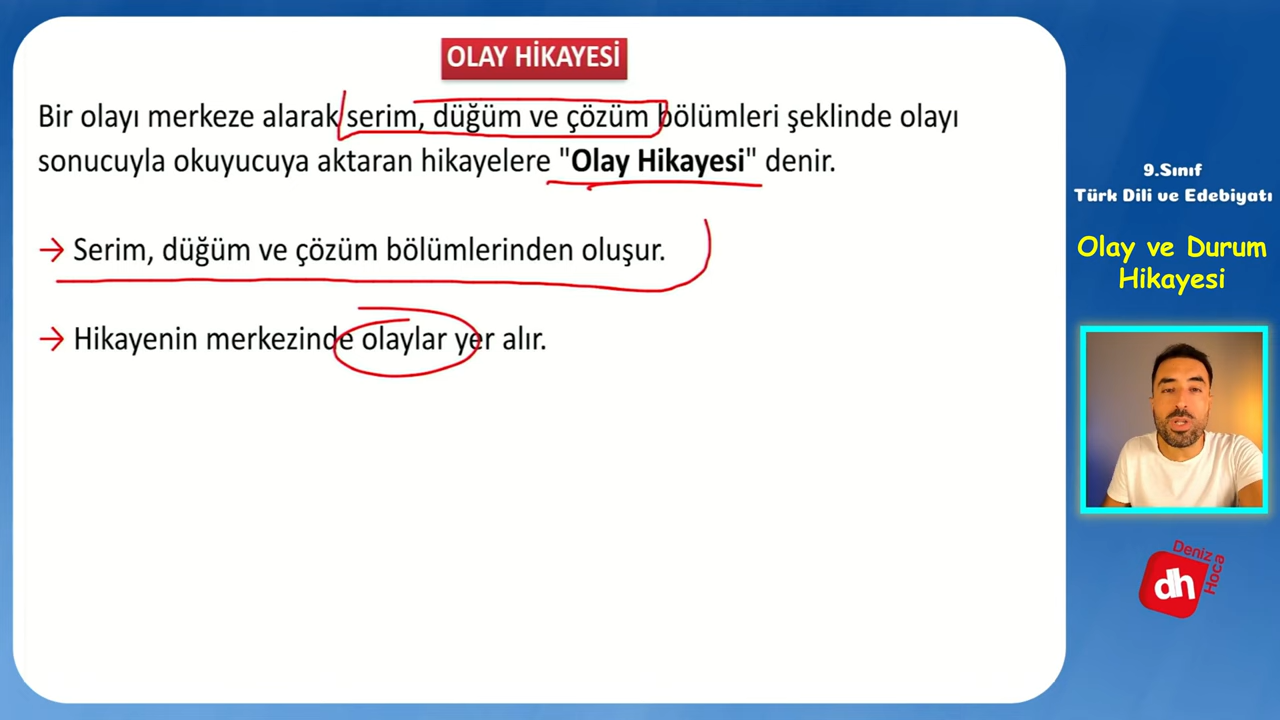 OLAY HİKAYESİ
Bir olayı merkeze alarak serim, düğüm ve çözüm bölümleri şeklinde olayı
sonucuyla okuyucuya aktaran hikayelere "Olay Hikayesi" denir.
→ Serim, düğüm ve çözüm bölümlerinden oluşur.
→ Hikayenin merkezinde olaylar yer alır.
9.Sınıf
Türk Dili ve Edebiyatı
Olay ve Durum
Hikayesi
Deniz
Hoca
dh